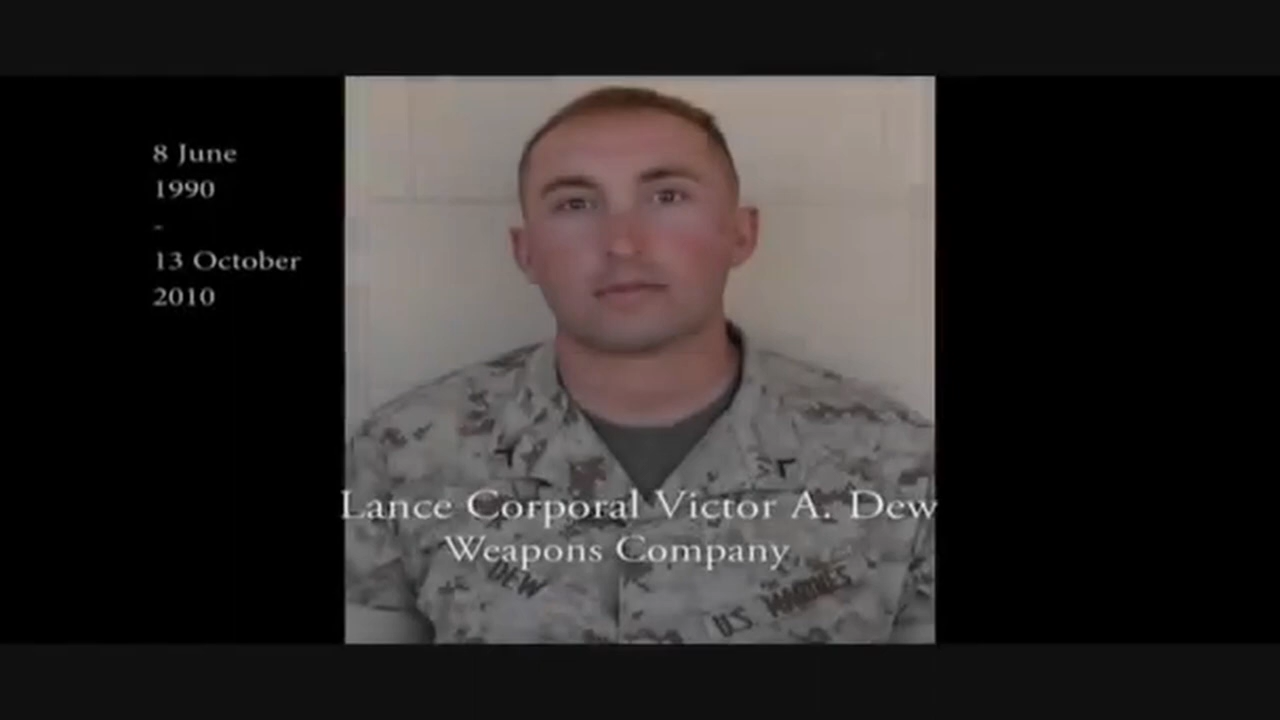 8 June
1990
-
13 October
2010
Lance Corporal Victor A. Dew
Weapons Company
DEW
U.S. MARINES